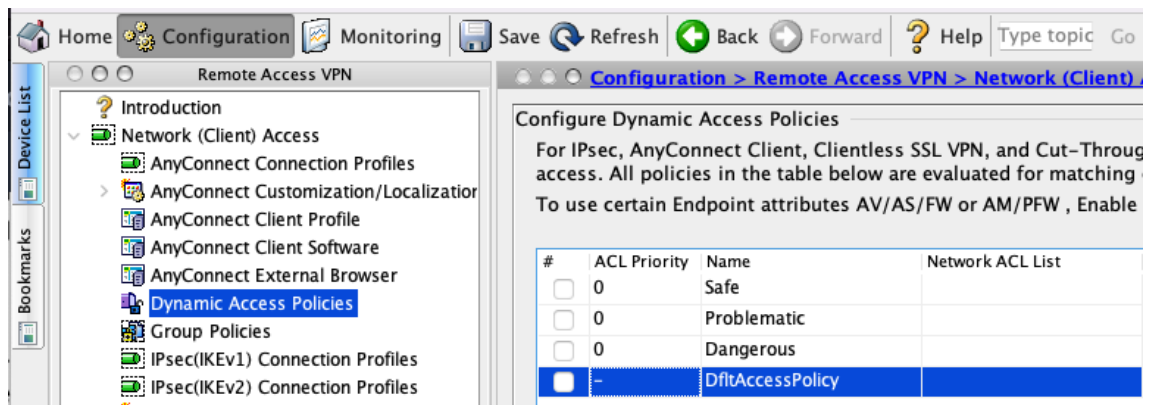 Home Configuration Monitoring Save Refresh Back Forward Help Type topic Go
Device List
Bookmarks
Remote Access VPN
Introduction
Network (Client) Access
AnyConnect Connection Profiles
AnyConnect Customization/Localization
AnyConnect Client Profile
AnyConnect Client Software
AnyConnect External Browser
Dynamic Access Policies
Group Policies
IPsec(IKEv1) Connection Profiles
IPsec(IKEv2) Connection Profiles
Configuration > Remote Access VPN > Network (Client)
Configure Dynamic Access Policies
For IPsec, AnyConnect Client, Clientless SSL VPN, and Cut-Throug
access. All policies in the table below are evaluated for matching
To use certain Endpoint attributes AV/AS/FW or AM/PFW , Enable
# ACL Priority Name Network ACL List
0 Safe
0 Problematic
0 Dangerous
- DfltAccessPolicy